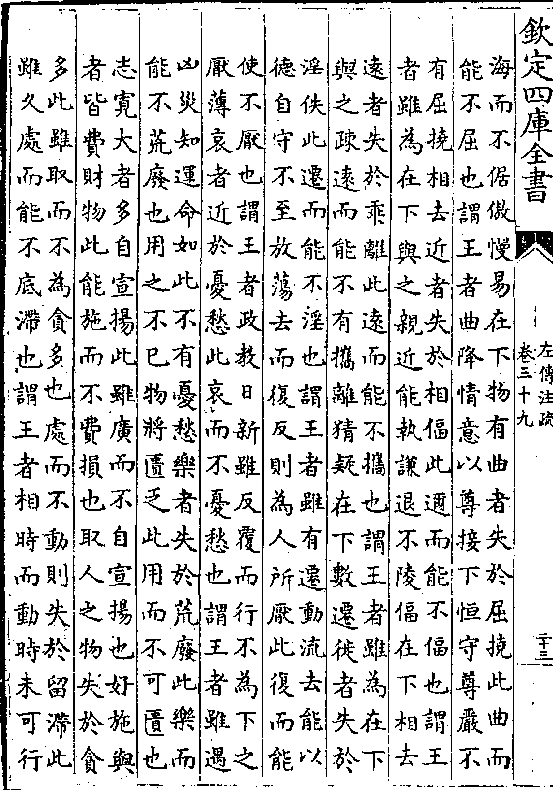 欽定四庫全書
左傳注疏
卷三十九
二十三
海而不倨傲慢易在下物有曲者失於屈撓此曲而
能不屈也謂王者曲降情意以尊接下恒守尊嚴不
有屈撓相去近者失於相偪此邇而能不偪也謂王
者雖為在下與之親近能執謙退不陵偪在下相去
遠者失於乖離此遠而能不攜也謂王者雖為在下
與之疎遠而能不有攜離猜疑在下數遷徙者失於
淫佚此遷而能不淫也謂王者雖有遷動流去能以
德自守不至放蕩去而復反則為人所厭此復而能
使不厭也謂王者政教日新雖反覆而行不為下之
厭薄哀者近於憂愁此哀而不憂愁也謂王者雖遇
凶災知運命如此不有憂愁樂者失於荒廢此樂而
能不荒廢也用之不已物將匱乏此用而不可匱也
志寛大者多自宣揚此雖廣而不自宣揚也好施與
者皆費財物此能施而不費損也取人之物失於貪
多此雖取而不為貪多也處而不動則失於留滯此
雖久處而能不底滯也謂王者相時而動時未可行